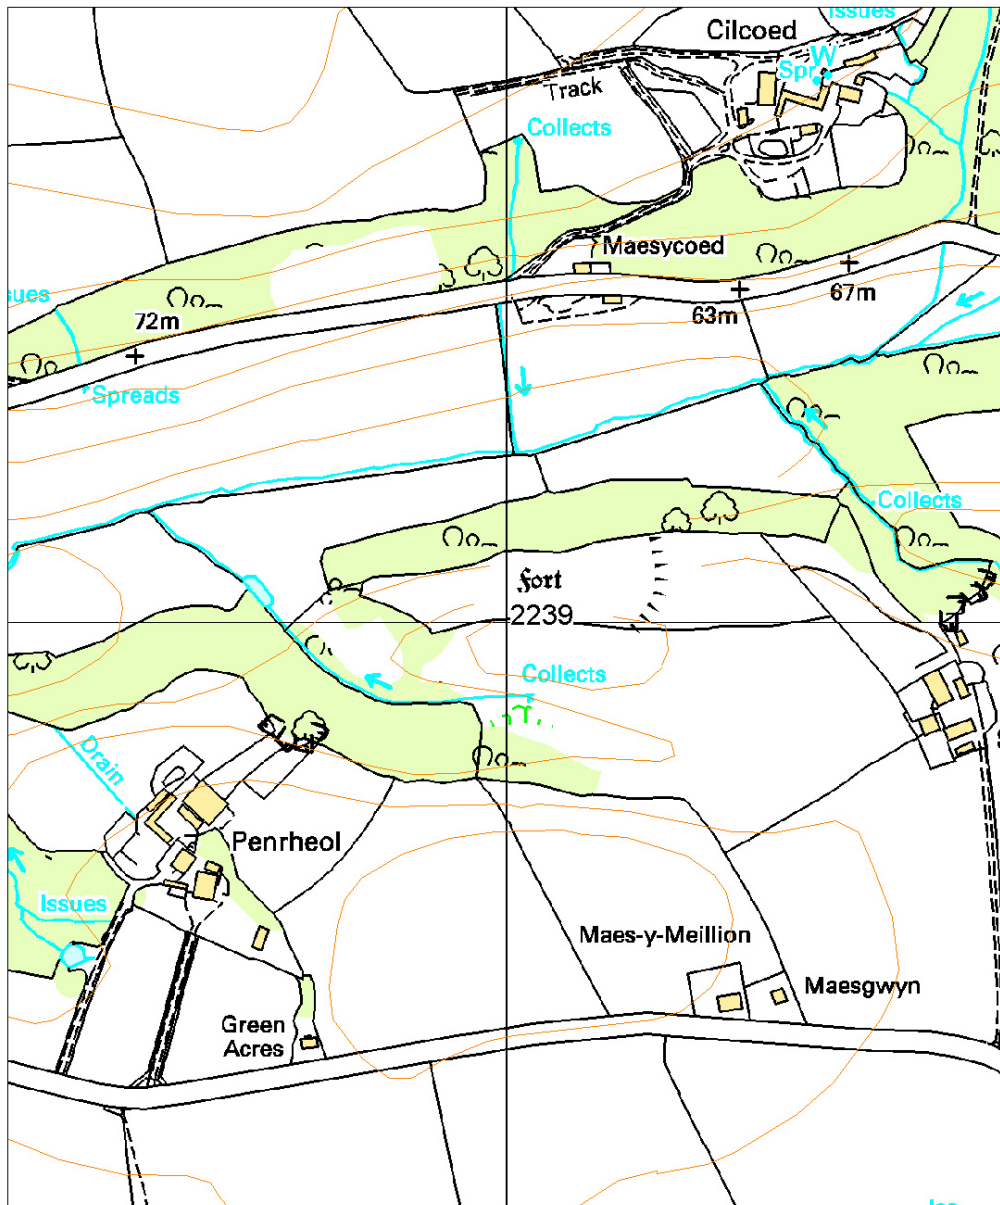 Issues
Cilcoed
W
Spr
Track
Collects
Maesycoed
sues
67m
63m
72m
Spreads
Collects
Fort
2239
Collects
Drain
Penrheol
Issues
Maes-y-Meillion
Maesgwyn
Green
Acres